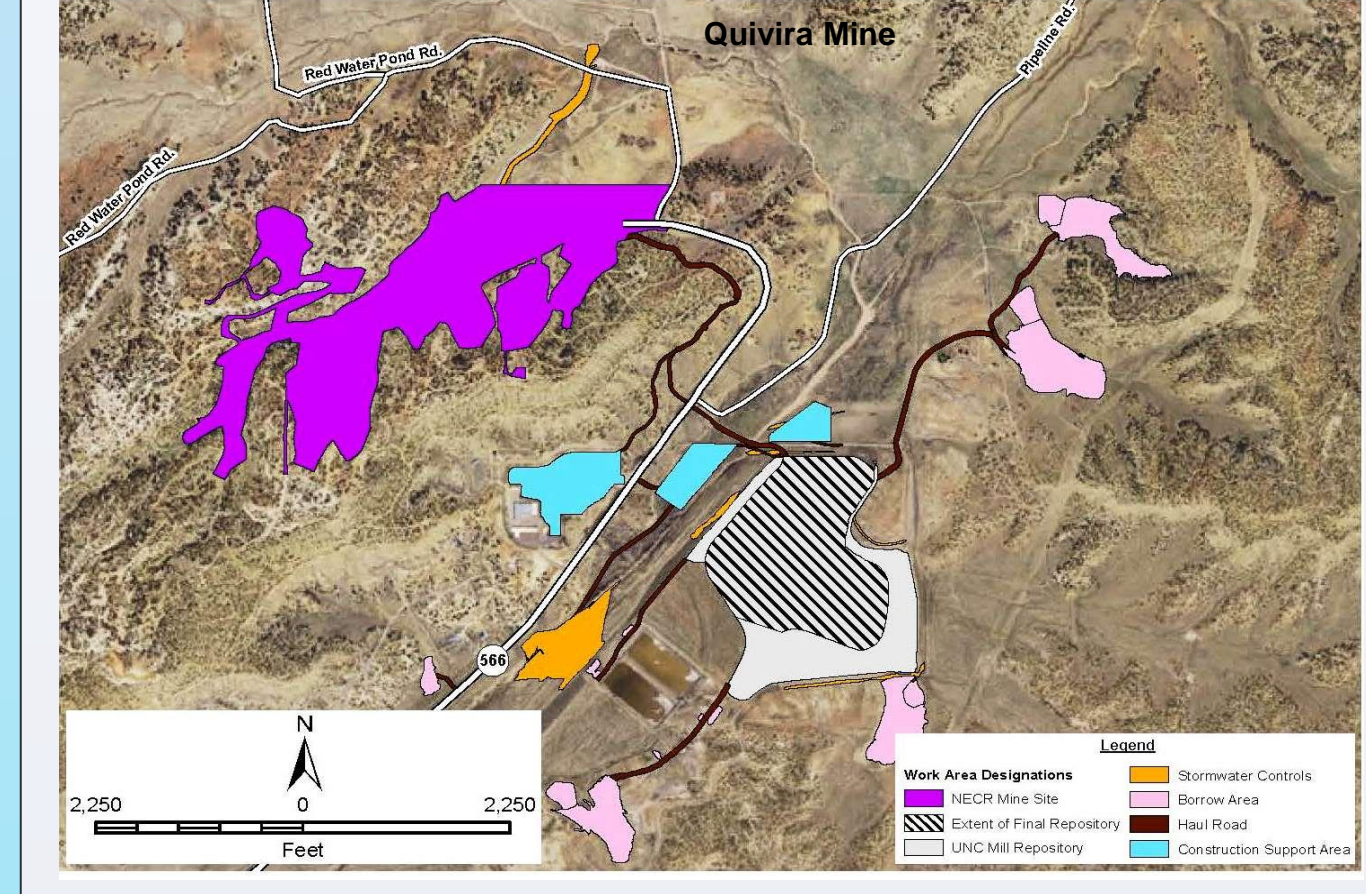 Quivira Mine
Pipeline Rd.
Red Water Pond Rd.
Red Water Pond Rd.
566
N
2,250 0 2,250
Feet
Legend
Work Area Designations
NECR Mine Site
Extent of Final Repository
UNC Mill Repository
Stormwater Controls
Borrow Area
Haul Road
Construction Support Area